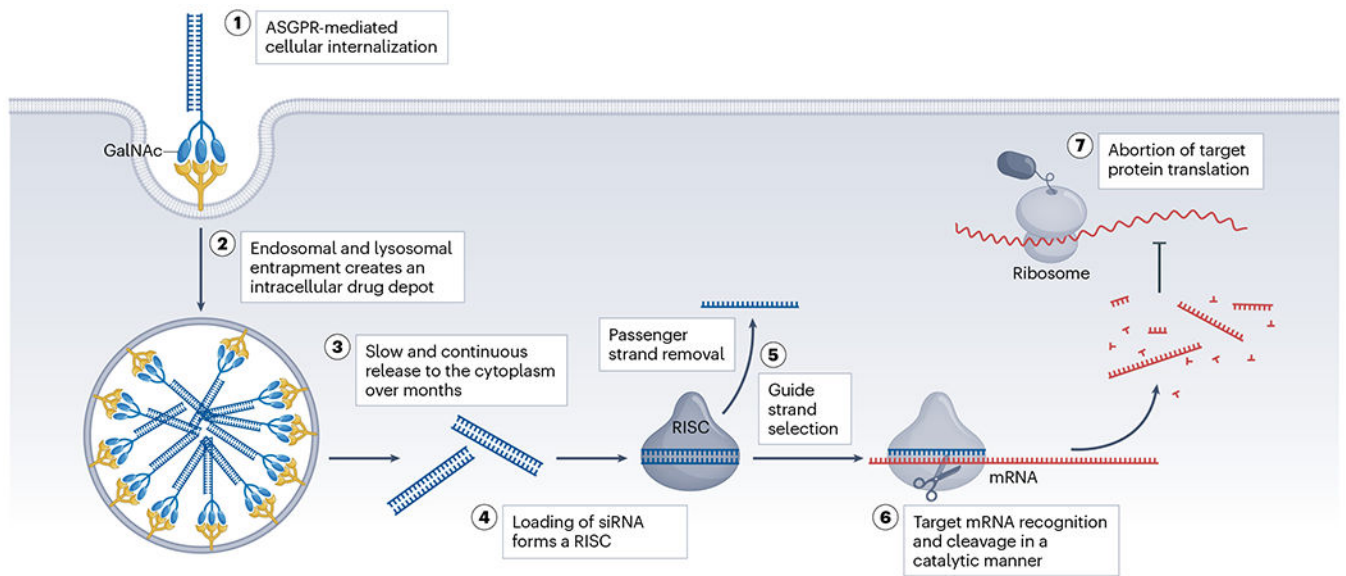 1
ASGPR-mediated
cellular internalization
GalNAc
2
Endosomal and lysosomal
entrapment creates an
intracellular drug depot
3
Slow and continuous
release to the cytoplasm
over months
4
Loading of siRNA
forms a RISC
Passenger
strand removal
5
Guide
strand
selection
RISC
mRNA
6
Target mRNA recognition
and cleavage in a
catalytic manner
7
Abortion of target
protein translation
Ribosome